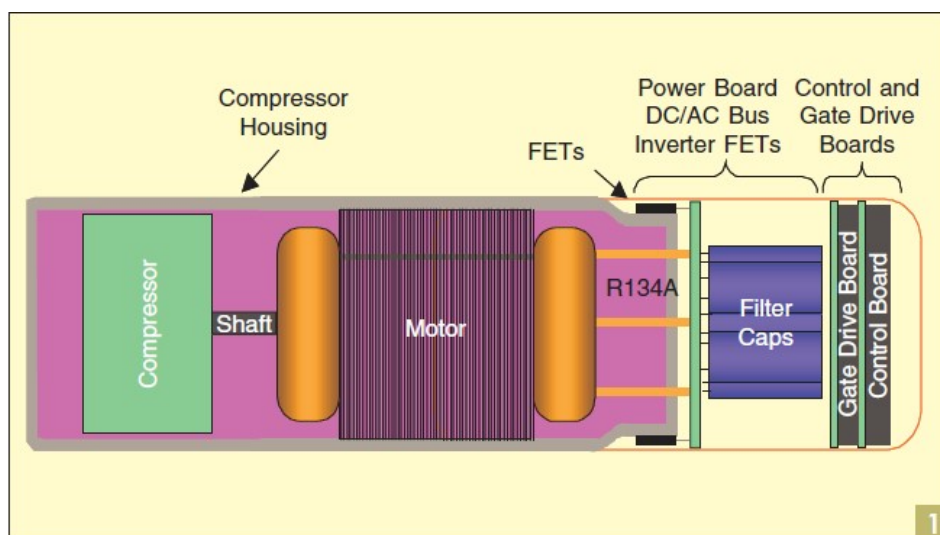 Compressor
Housing
FETs
Power Board
DC/AC Bus
Inverter FETs
Control and
Gate Drive
Boards
Compressor
Shaft
Motor
R134A
Filter
Caps
Gate Drive Board
Control Board
1